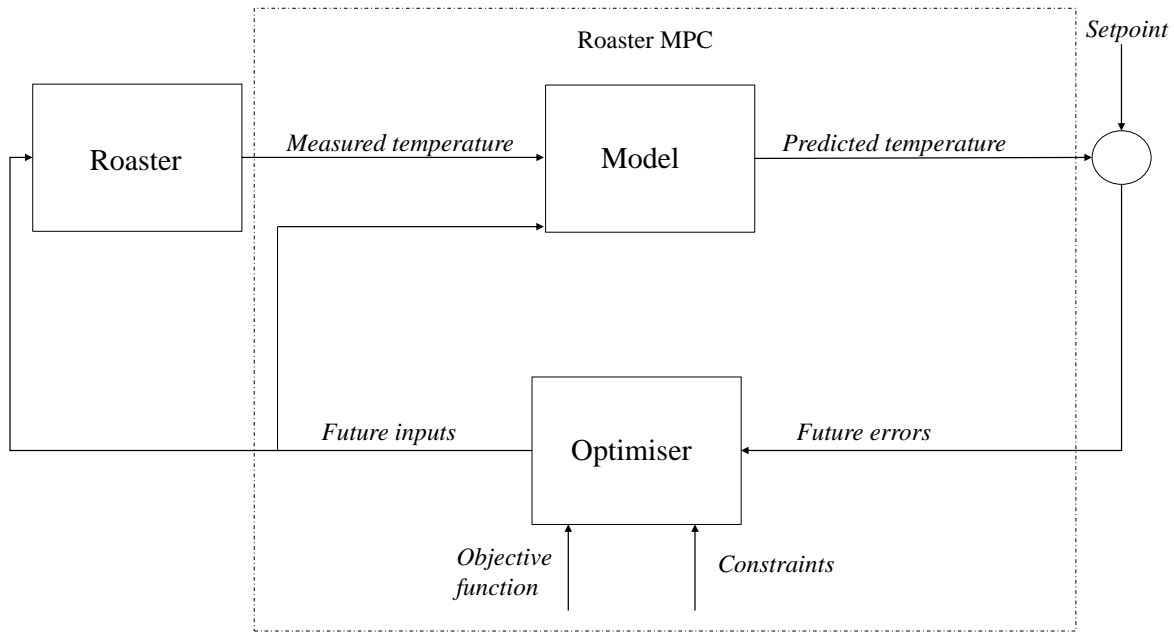 Roaster MPC
Setpoint
Roaster
Measured temperature
Model
Predicted temperature
Future inputs
Optimiser
Future errors
Objective
function
Constraints